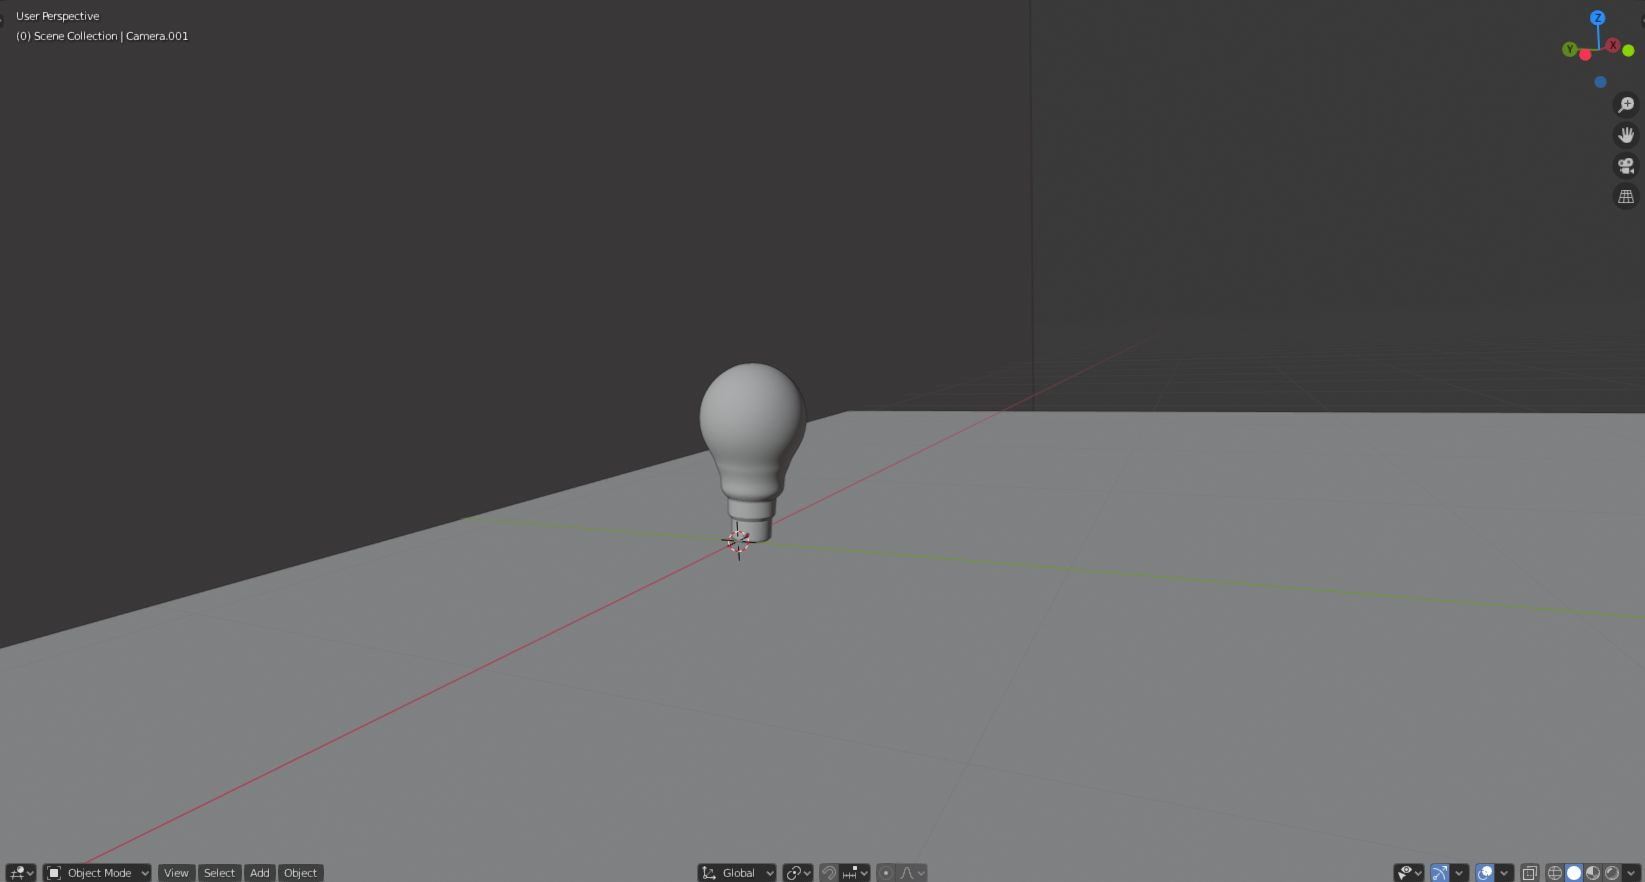 User Perspective
(0) Scene Collection | Camera.001
Z
Y
X
Object Mode
View
Select
Add
Object
Global